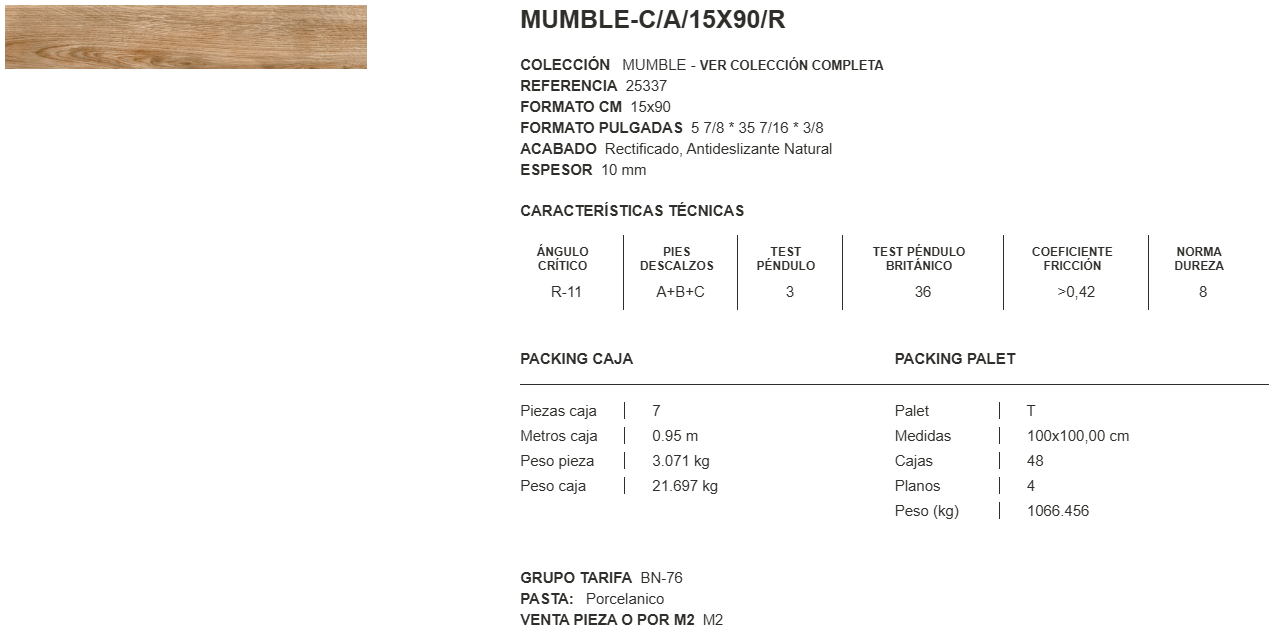 MUMBLE-C/A/15X90/R
COLECCIÓN MUMBLE - VER COLECCIÓN COMPLETA
REFERENCIA 25337
FORMATO CM 15x90
FORMATO PULGADAS 5 7/8 * 35 7/16 * 3/8
ACABADO Rectificado, Antideslizante Natural
ESPESOR 10 mm
CARACTERÍSTICAS TÉCNICAS
ÁNGULO PIES TEST TEST PÉNDULO COEFICIENTE NORMA
CRÍTICO DESCALZOS PÉNDULO BRITÁNICO FRICCIÓN DUREZA
R-11 A+B+C 3 36 >0,42 8
PACKING CAJA PACKING PALET
Piezas caja 7 Palet T
Metros caja 0.95 m Medidas 100x100,00 cm
Peso pieza 3.071 kg Cajas 48
Peso caja 21.697 kg Planos 4
Peso (kg) 1066.456
GRUPO TARIFA BN-76
PASTA: Porcelanico
VENTA PIEZA O POR M2 M2